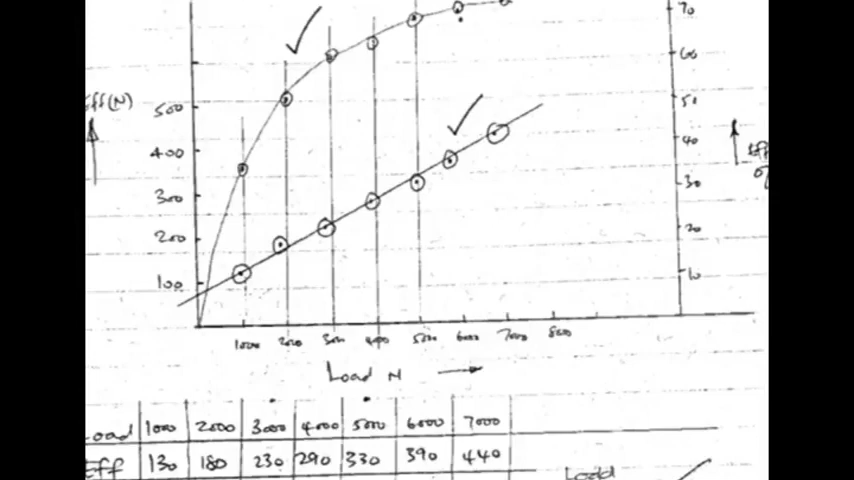 70
60
Eff(N) 500 50
400 40
300 30
200 20
100 10
1000 2000 3000 4000 5000 6000 7000 8000
Load N
Load 1000 2000 3000 4000 5000 6000 7000
Eff 130 180 230 290 330 390 440
Load